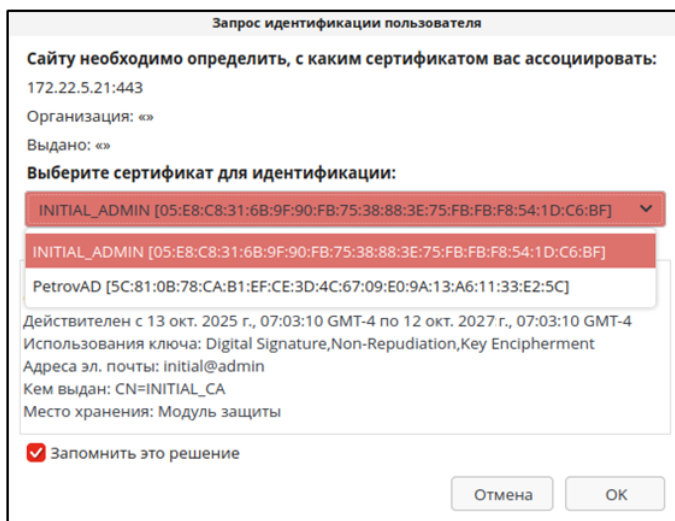 Запрос идентификации пользователя
Сайту необходимо определить, с каким сертификатом вас ассоциировать:
172.22.5.21:443
Организация: «»
Выдано: «»
Выберите сертификат для идентификации:
INITIAL_ADMIN [05:E8:C8:31:6B:9F:90:FB:75:38:88:3E:75:FB:FB:F8:54:1D:C6:BF]
INITIAL_ADMIN [05:E8:C8:31:6B:9F:90:FB:75:38:88:3E:75:FB:FB:F8:54:1D:C6:BF]
PetrovAD [5C:81:0B:78:CA:B1:EF:CE:3D:4C:67:09:E0:9A:13:A6:11:33:E2:5C]
Действителен с 13 окт. 2025 г., 07:03:10 GMT-4 по 12 окт. 2027 г., 07:03:10 GMT-4
Использования ключа: Digital Signature,Non-Repudiation,Key Encipherment
Адреса эл. почты: initial@admin
Кем выдан: CN=INITIAL_CA
Место хранения: Модуль защиты
Запомнить это решение
Отмена
OK